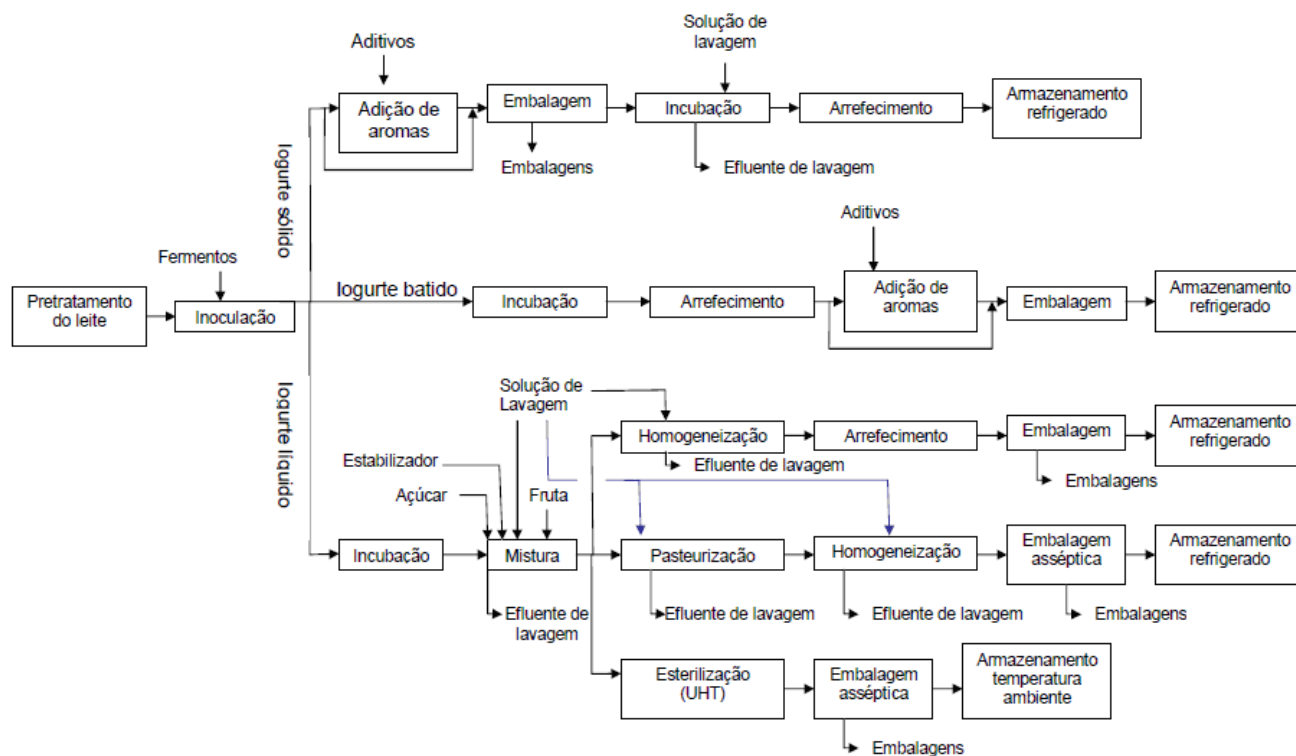 Aditivos
Solução de
lavagem
Adição de
aromas
Embalagem
Incubação
Arrefecimento
Armazenamento
refrigerado
Embalagens
Efluente de lavagem
Iogurte sólido
Aditivos
Fermentos
Pretratamento
do leite
Inoculação
Iogurte batido
Incubação
Arrefecimento
Adição de
aromas
Embalagem
Armazenamento
refrigerado
Iogurte líquido
Solução de
Lavagem
Homogeneização
Arrefecimento
Embalagem
Armazenamento
refrigerado
Efluente de lavagem
Embalagens
Estabilizador
Açúcar
Fruta
Incubação
Mistura
Pasteurização
Homogeneização
Embalagem
asséptica
Armazenamento
refrigerado
Efluente de
lavagem
Efluente de lavagem
Efluente de lavagem
Embalagens
Esterilização
(UHT)
Embalagem
asséptica
Armazenamento
temperatura
ambiente
Embalagens